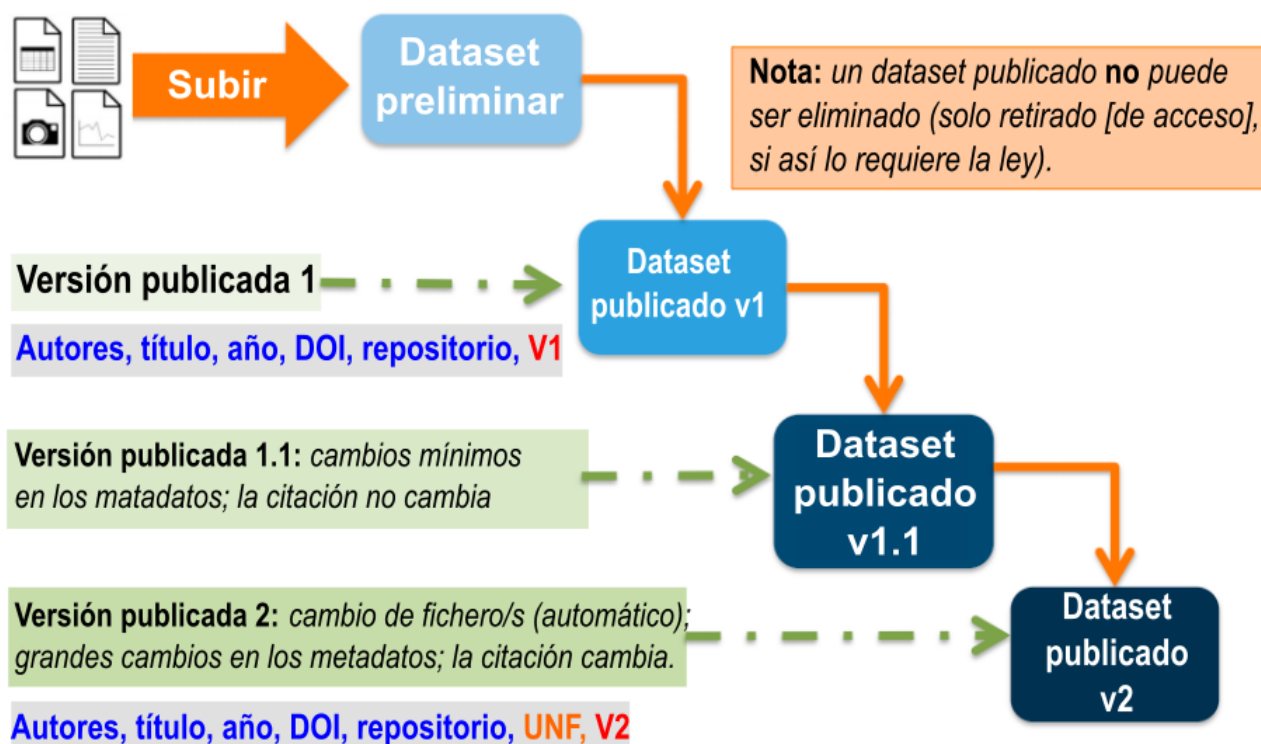 Subir
Dataset
preliminar
Nota: un dataset publicado no puede
ser eliminado (solo retirado [de acceso],
si así lo requiere la ley).
Versión publicada 1
Dataset
publicado v1
Autores, título, año, DOI, repositorio, V1
Versión publicada 1.1: cambios mínimos
en los matadatos; la citación no cambia
Dataset
publicado
v1.1
Versión publicada 2: cambio de fichero/s (automático);
grandes cambios en los metadatos; la citación cambia.
Dataset
publicado
v2
Autores, título, año, DOI, repositorio, UNF, V2